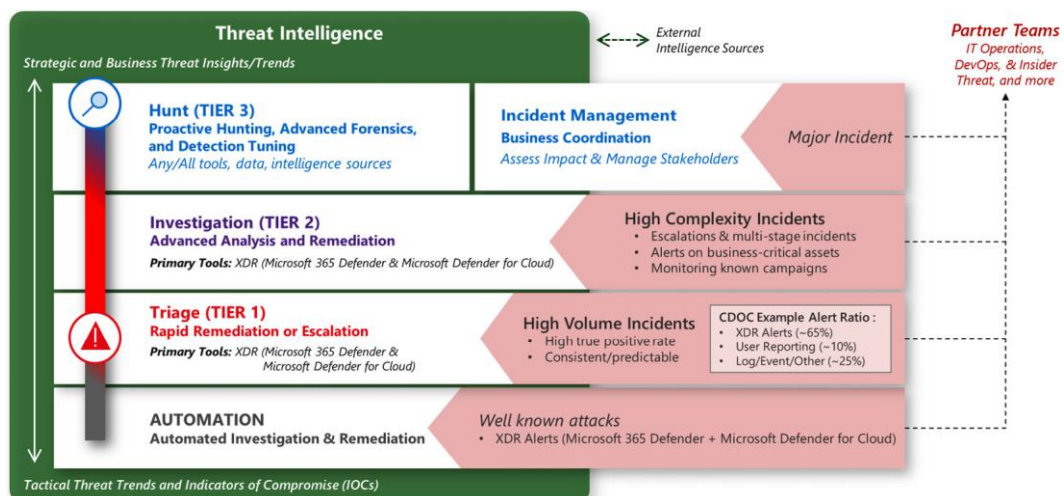 Threat Intelligence
Strategic and Business Threat Insights/Trends
External
Intelligence Sources
Partner Teams
IT Operations,
DevOps, & Insider
Threat, and more
Hunt (TIER 3)
Proactive Hunting, Advanced Forensics,
and Detection Tuning
Any/All tools, data, intelligence sources
Incident Management
Business Coordination
Assess Impact & Manage Stakeholders
Major Incident
Investigation (TIER 2)
Advanced Analysis and Remediation
Primary Tools: XDR (Microsoft 365 Defender & Microsoft Defender for Cloud)
High Complexity Incidents
• Escalations & multi-stage incidents
• Alerts on business-critical assets
• Monitoring known campaigns
Triage (TIER 1)
Rapid Remediation or Escalation
Primary Tools: XDR (Microsoft 365 Defender &
Microsoft Defender for Cloud)
High Volume Incidents
• High true positive rate
• Consistent/predictable
CDOC Example Alert Ratio :
• XDR Alerts (~65%)
• User Reporting (~10%)
• Log/Event/Other (~25%)
AUTOMATION
Automated Investigation & Remediation
Well known attacks
• XDR Alerts (Microsoft 365 Defender + Microsoft Defender for Cloud)
Tactical Threat Trends and Indicators of Compromise (IOCs)